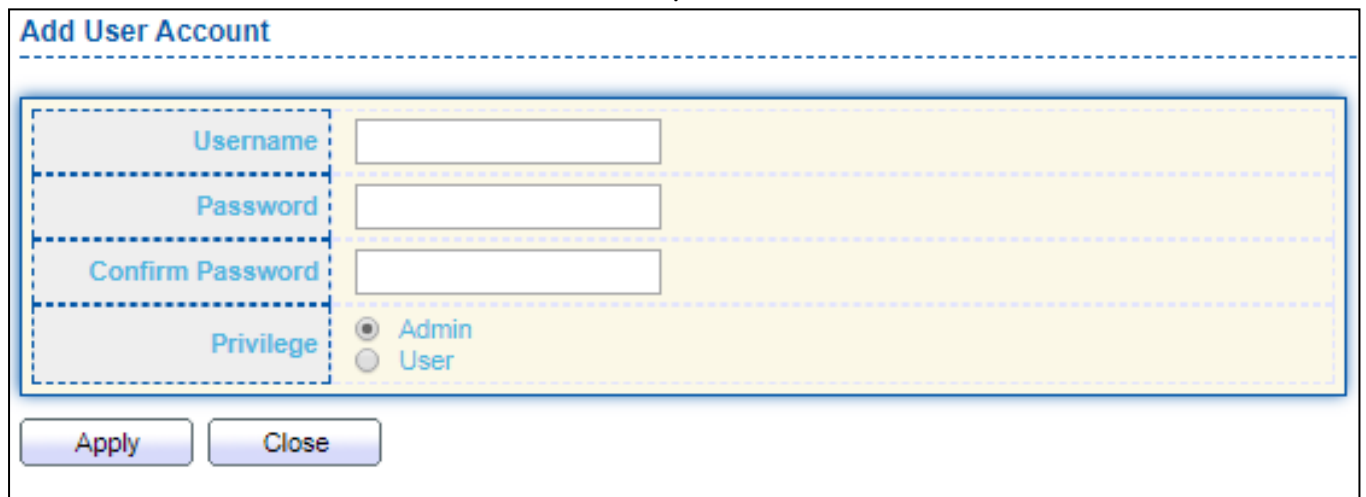 Add User Account
Username
Password
Confirm Password
Privilege
Admin
User
Apply
Close